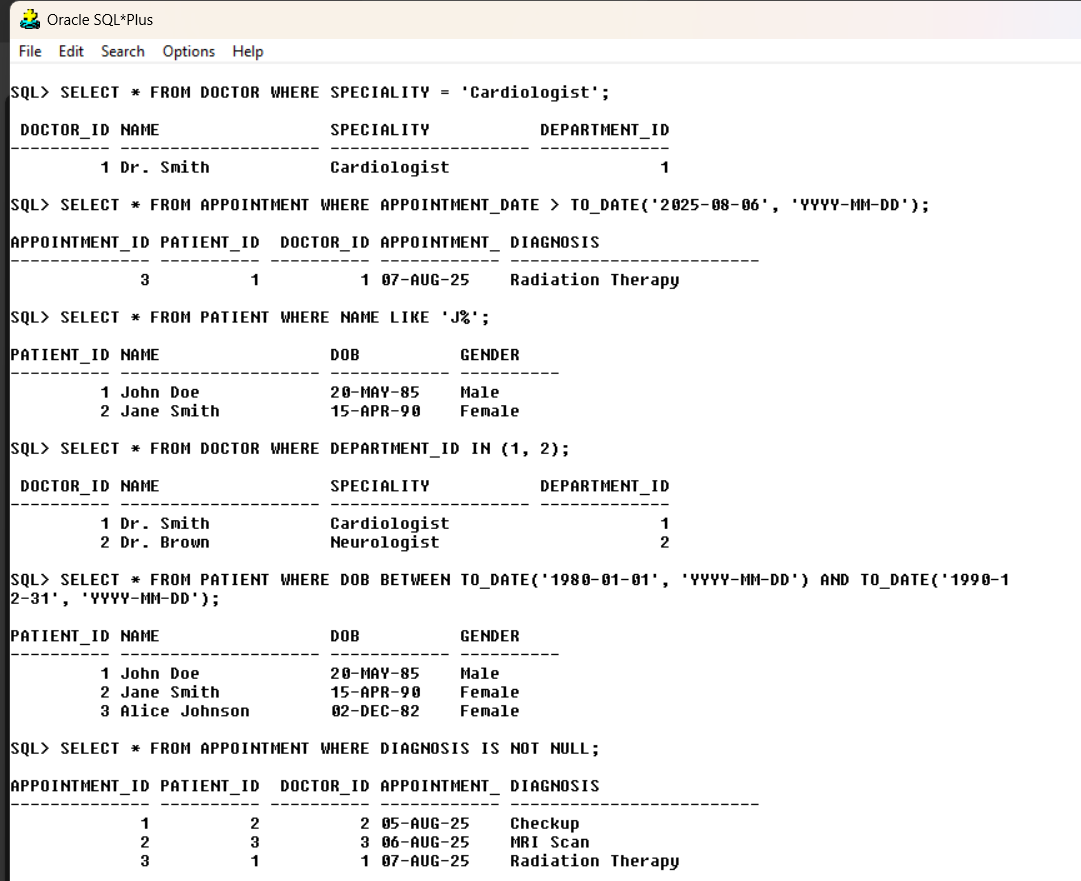 Oracle SQL*Plus
File Edit Search Options Help
SQL> SELECT * FROM DOCTOR WHERE SPECIALITY = 'Cardiologist';
 DOCTOR_ID NAME                 SPECIALITY           DEPARTMENT_ID
---------- -------------------- -------------------- -------------
         1 Dr. Smith            Cardiologist                     1
SQL> SELECT * FROM APPOINTMENT WHERE APPOINTMENT_DATE > TO_DATE('2025-08-06', 'YYYY-MM-DD');
APPOINTMENT_ID PATIENT_ID  DOCTOR_ID APPOINTMENT_ DIAGNOSIS
-------------- ---------- ---------- ------------ -------------------------
             3          1          1 07-AUG-25    Radiation Therapy
SQL> SELECT * FROM PATIENT WHERE NAME LIKE 'J%';
PATIENT_ID NAME                 DOB          GENDER
---------- -------------------- ------------ ----------
         1 John Doe             20-MAY-85    Male
         2 Jane Smith           15-APR-90    Female
SQL> SELECT * FROM DOCTOR WHERE DEPARTMENT_ID IN (1, 2);
 DOCTOR_ID NAME                 SPECIALITY           DEPARTMENT_ID
---------- -------------------- -------------------- -------------
         1 Dr. Smith            Cardiologist                     1
         2 Dr. Brown            Neurologist                      2
SQL> SELECT * FROM PATIENT WHERE DOB BETWEEN TO_DATE('1980-01-01', 'YYYY-MM-DD') AND TO_DATE('1990-1
2-31', 'YYYY-MM-DD');
PATIENT_ID NAME                 DOB          GENDER
---------- -------------------- ------------ ----------
         1 John Doe             20-MAY-85    Male
         2 Jane Smith           15-APR-90    Female
         3 Alice Johnson        02-DEC-82    Female
SQL> SELECT * FROM APPOINTMENT WHERE DIAGNOSIS IS NOT NULL;
APPOINTMENT_ID PATIENT_ID  DOCTOR_ID APPOINTMENT_ DIAGNOSIS
-------------- ---------- ---------- ------------ -------------------------
             1          2          2 05-AUG-25    Checkup
             2          3          3 06-AUG-25    MRI Scan
             3          1          1 07-AUG-25    Radiation Therapy